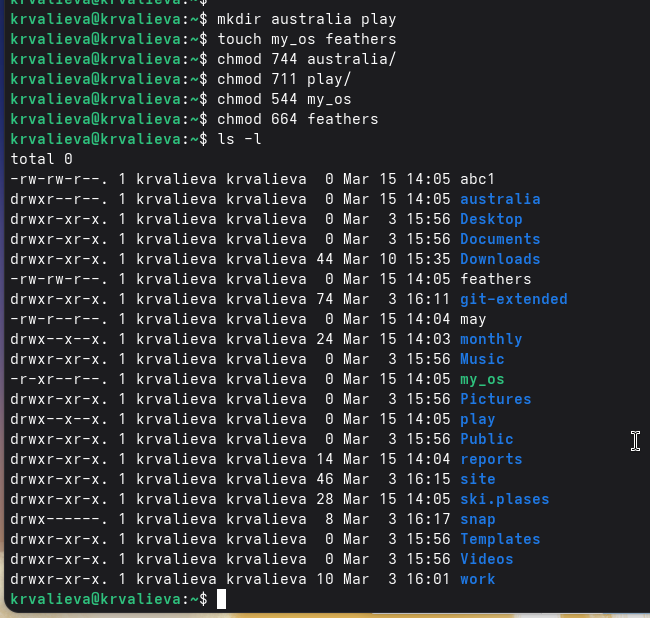 krvalieva@krvalieva:~$ mkdir australia play
krvalieva@krvalieva:~$ touch my_os feathers
krvalieva@krvalieva:~$ chmod 744 australia/
krvalieva@krvalieva:~$ chmod 711 play/
krvalieva@krvalieva:~$ chmod 544 my_os
krvalieva@krvalieva:~$ chmod 664 feathers
krvalieva@krvalieva:~$ ls -l
total 0
-rw-rw-r--. 1 krvalieva krvalieva  0 Mar 15 14:05 abc1
drwxr--r--. 1 krvalieva krvalieva  0 Mar 15 14:05 australia
drwxr-xr-x. 1 krvalieva krvalieva  0 Mar  3 15:56 Desktop
drwxr-xr-x. 1 krvalieva krvalieva  0 Mar  3 15:56 Documents
drwxr-xr-x. 1 krvalieva krvalieva 44 Mar 10 15:35 Downloads
-rw-rw-r--. 1 krvalieva krvalieva  0 Mar 15 14:05 feathers
drwxr-xr-x. 1 krvalieva krvalieva 74 Mar  3 16:11 git-extended
-rw-r--r--. 1 krvalieva krvalieva  0 Mar 15 14:04 may
drwx--x--x. 1 krvalieva krvalieva 24 Mar 15 14:03 monthly
drwxr-xr-x. 1 krvalieva krvalieva  0 Mar  3 15:56 Music
-r-xr--r--. 1 krvalieva krvalieva  0 Mar 15 14:05 my_os
drwxr-xr-x. 1 krvalieva krvalieva  0 Mar  3 15:56 Pictures
drwx--x--x. 1 krvalieva krvalieva  0 Mar 15 14:05 play
drwxr-xr-x. 1 krvalieva krvalieva  0 Mar  3 15:56 Public
drwxr-xr-x. 1 krvalieva krvalieva 14 Mar 15 14:04 reports
drwxr-xr-x. 1 krvalieva krvalieva 46 Mar  3 16:15 site
drwxr-xr-x. 1 krvalieva krvalieva 28 Mar 15 14:05 ski.plases
drwx------. 1 krvalieva krvalieva  8 Mar  3 16:17 snap
drwxr-xr-x. 1 krvalieva krvalieva  0 Mar  3 15:56 Templates
drwxr-xr-x. 1 krvalieva krvalieva  0 Mar  3 15:56 Videos
drwxr-xr-x. 1 krvalieva krvalieva 10 Mar  3 16:01 work
krvalieva@krvalieva:~$